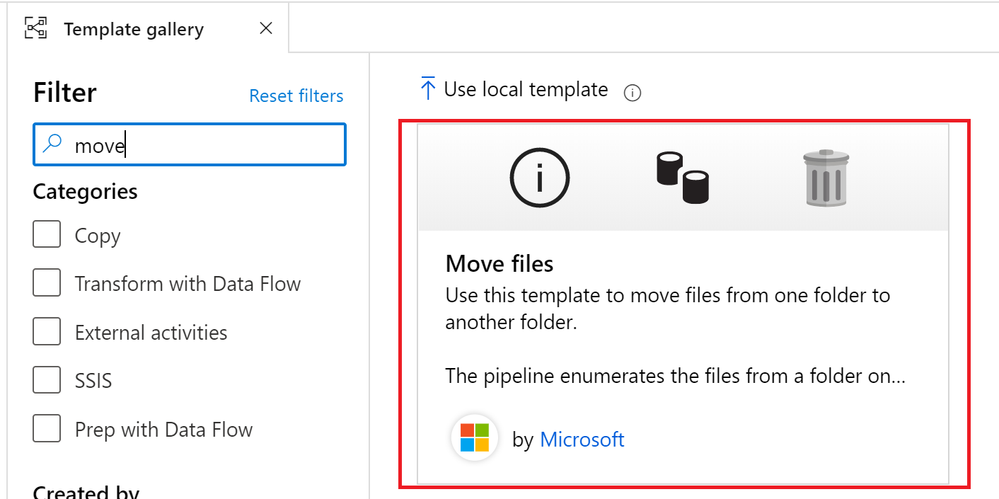 Template gallery
Filter
Reset filters
move
Categories
Copy
Transform with Data Flow
External activities
SSIS
Prep with Data Flow
Created by
Use local template
Move files
Use this template to move files from one folder to
another folder.
The pipeline enumerates the files from a folder on...
by Microsoft